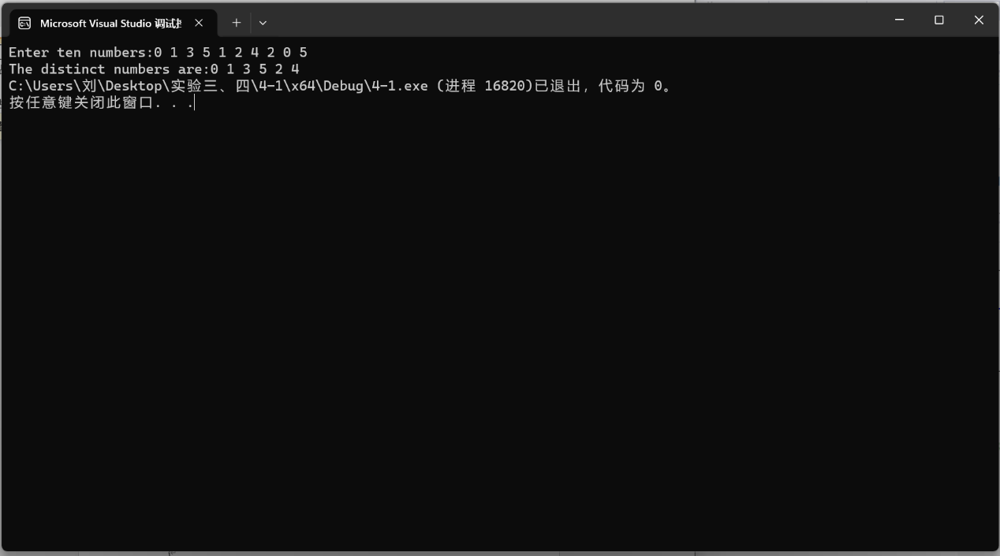 Microsoft Visual Studio 调试
Enter ten numbers:0 1 3 5 1 2 4 2 0 5
The distinct numbers are:0 1 3 5 2 4
C:\Users\刘\Desktop\实验三、四\4-1\x64\Debug\4-1.exe (进程 16820)已退出，代码为 0。
按任意键关闭此窗口. . .